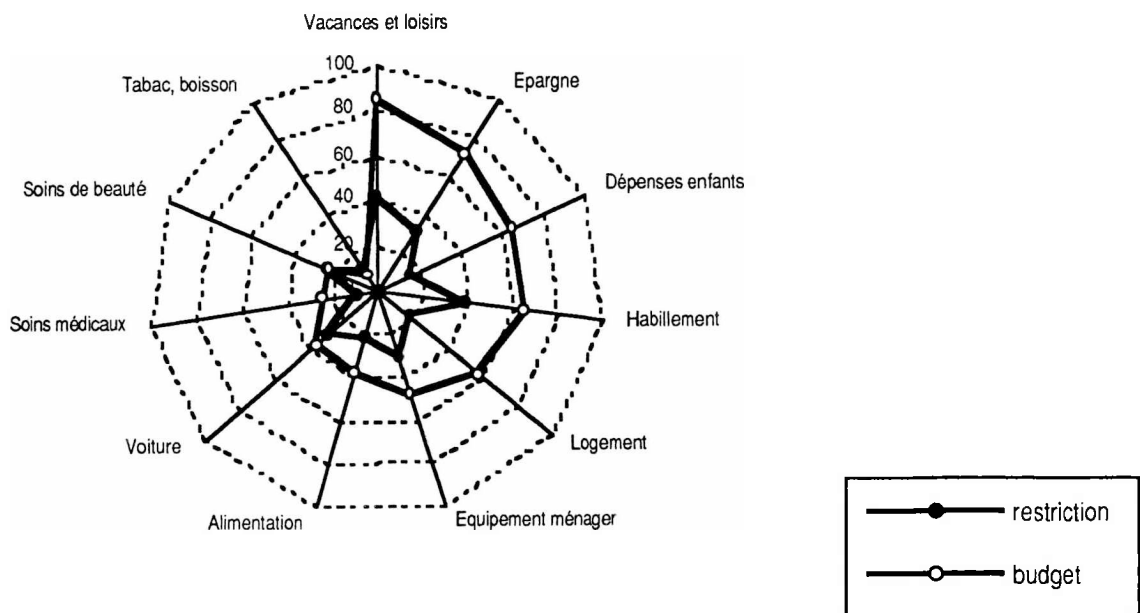 Vacances et loisirs
100
80
60
40
20
Epargne
Dépenses enfants
Habillement
Logement
Equipement ménager
Alimentation
Voiture
Soins médicaux
Soins de beauté
Tabac, boisson
restriction
budget